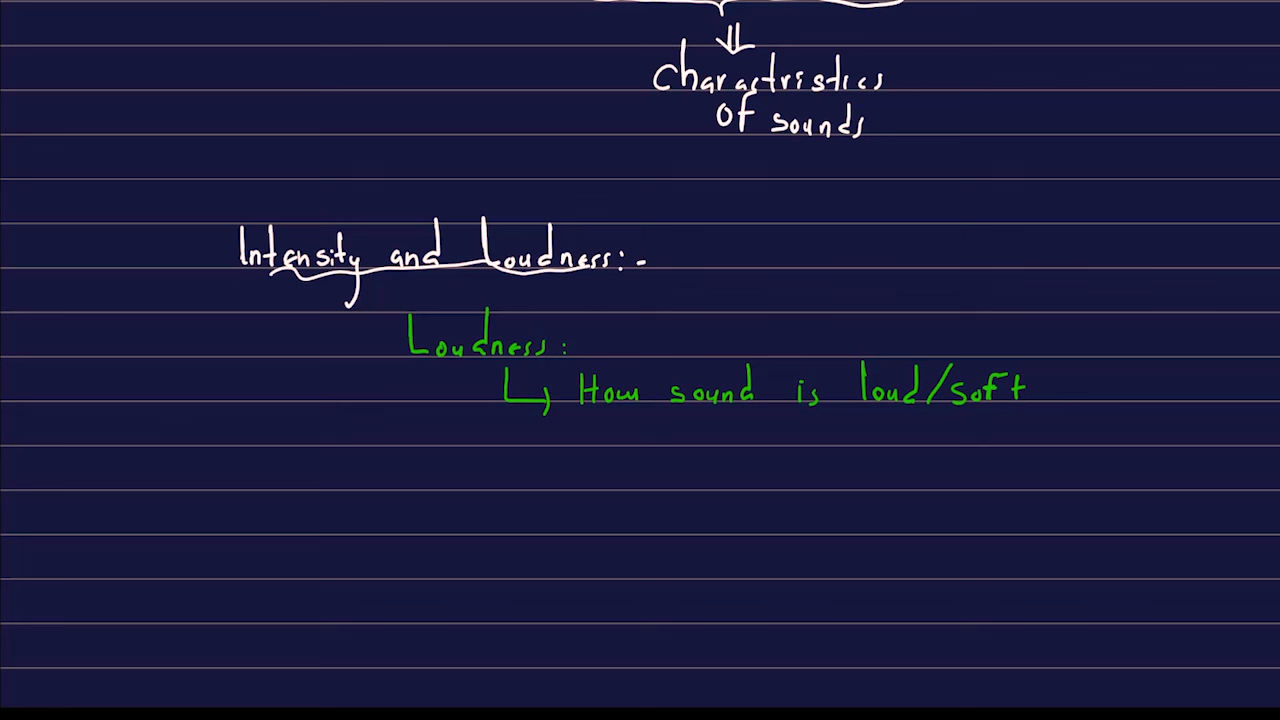 Charactristics
Of sounds
Intensity and Loudness:-
Loudness:
How sound is loud/soft